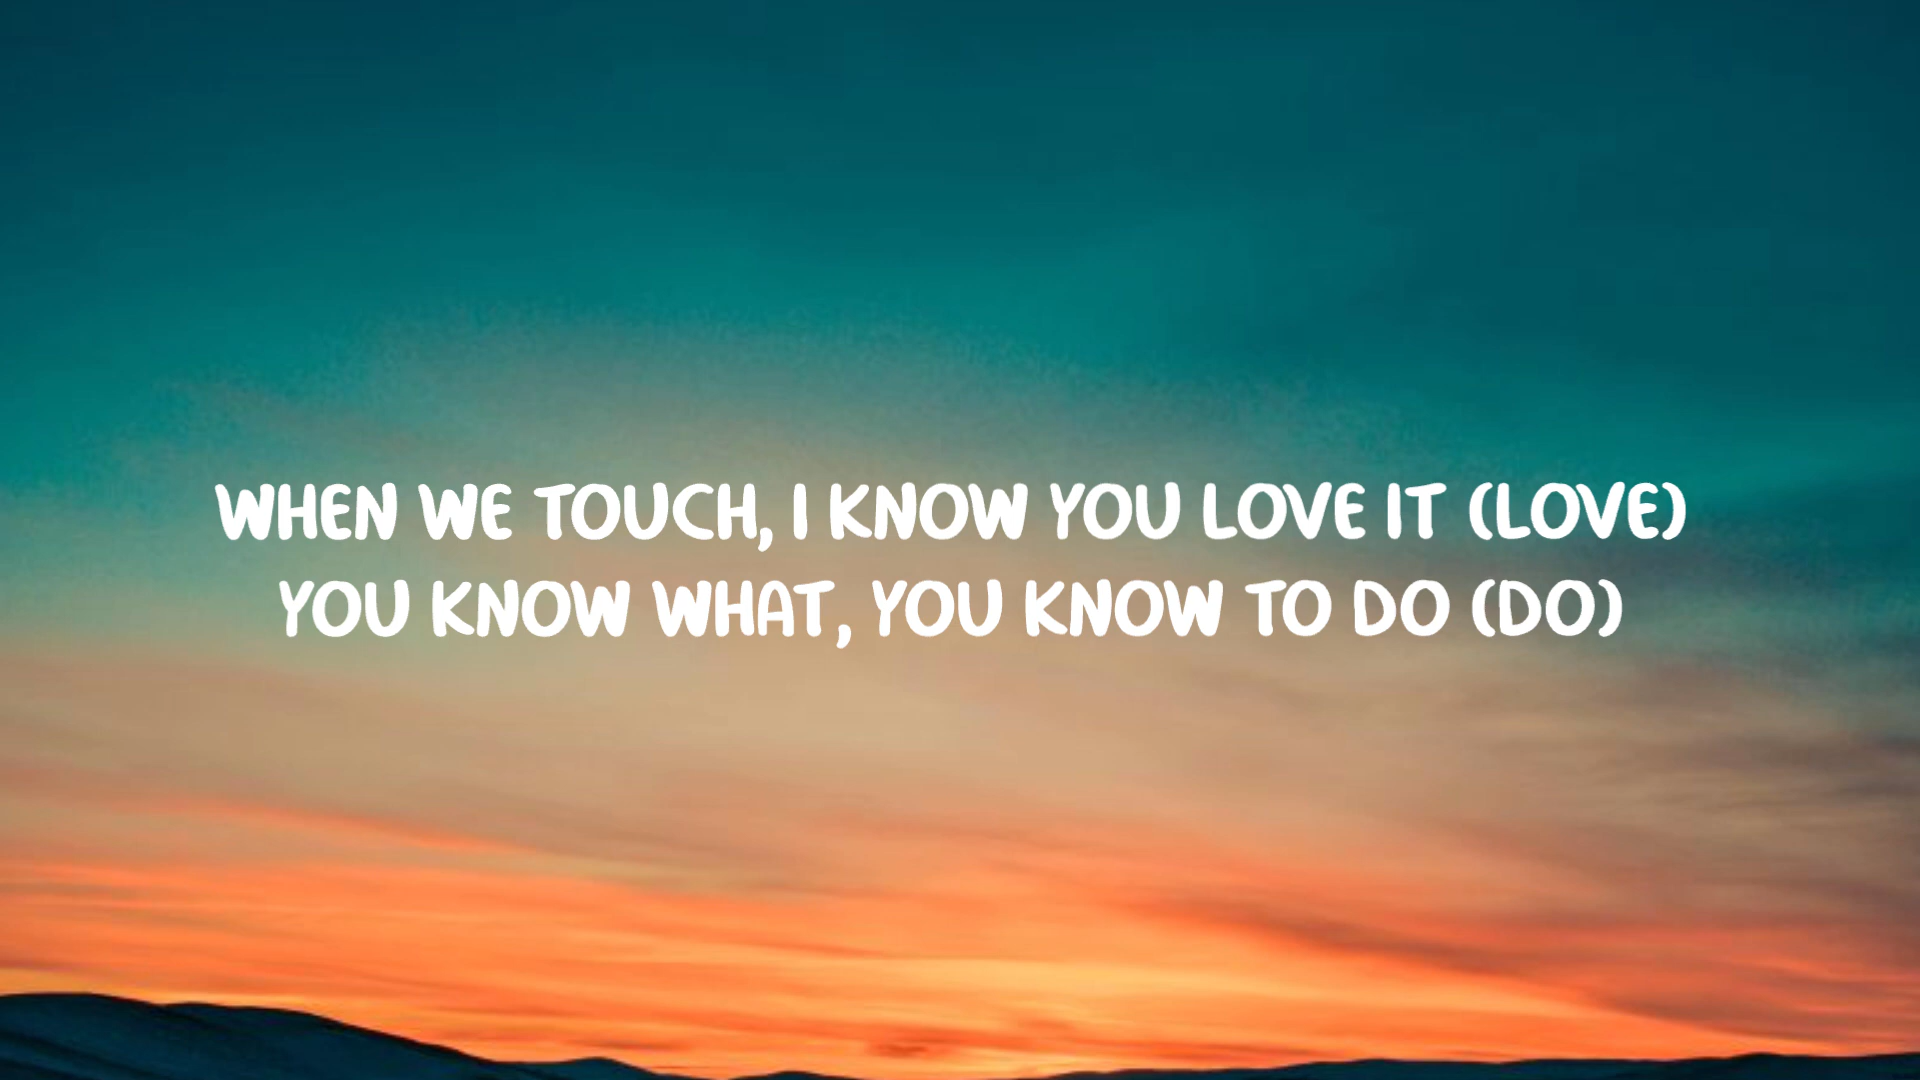 WHEN WE TOUCH, I KNOW YOU LOVE IT (LOVE)
YOU KNOW WHAT, YOU KNOW TO DO (DO)